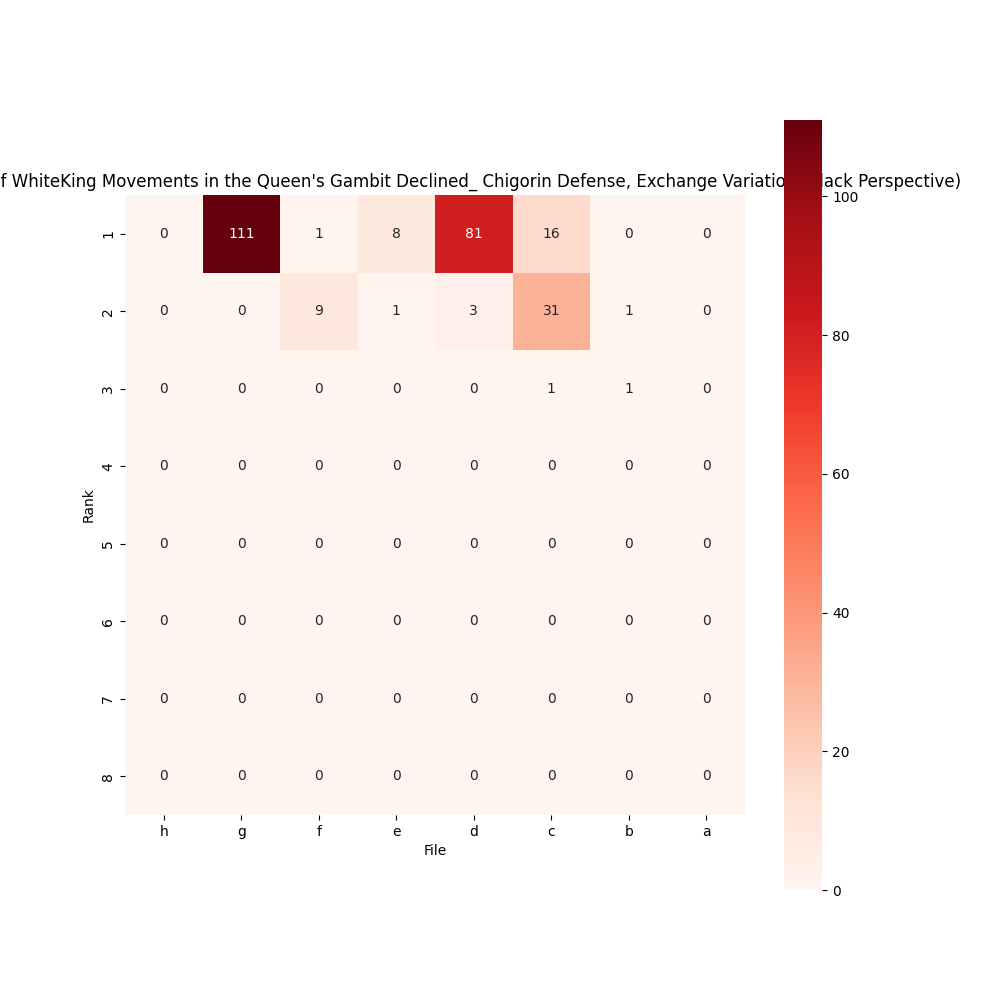 f WhiteKing Movements in the Queen's Gambit Declined_ Chigorin Defense, Exchange Variatio lack Perspective)
100
1 0 111 1 8 81 16 0 0
80
2 0 0 9 1 3 31 1 0
3 0 0 0 0 0 1 1 0
60
4 0 0 0 0 0 0 0 0
Rank
5 0 0 0 0 0 0 0 0
40
6 0 0 0 0 0 0 0 0
7 0 0 0 0 0 0 0 0
20
8 0 0 0 0 0 0 0 0
h g f e d c b a
File
0